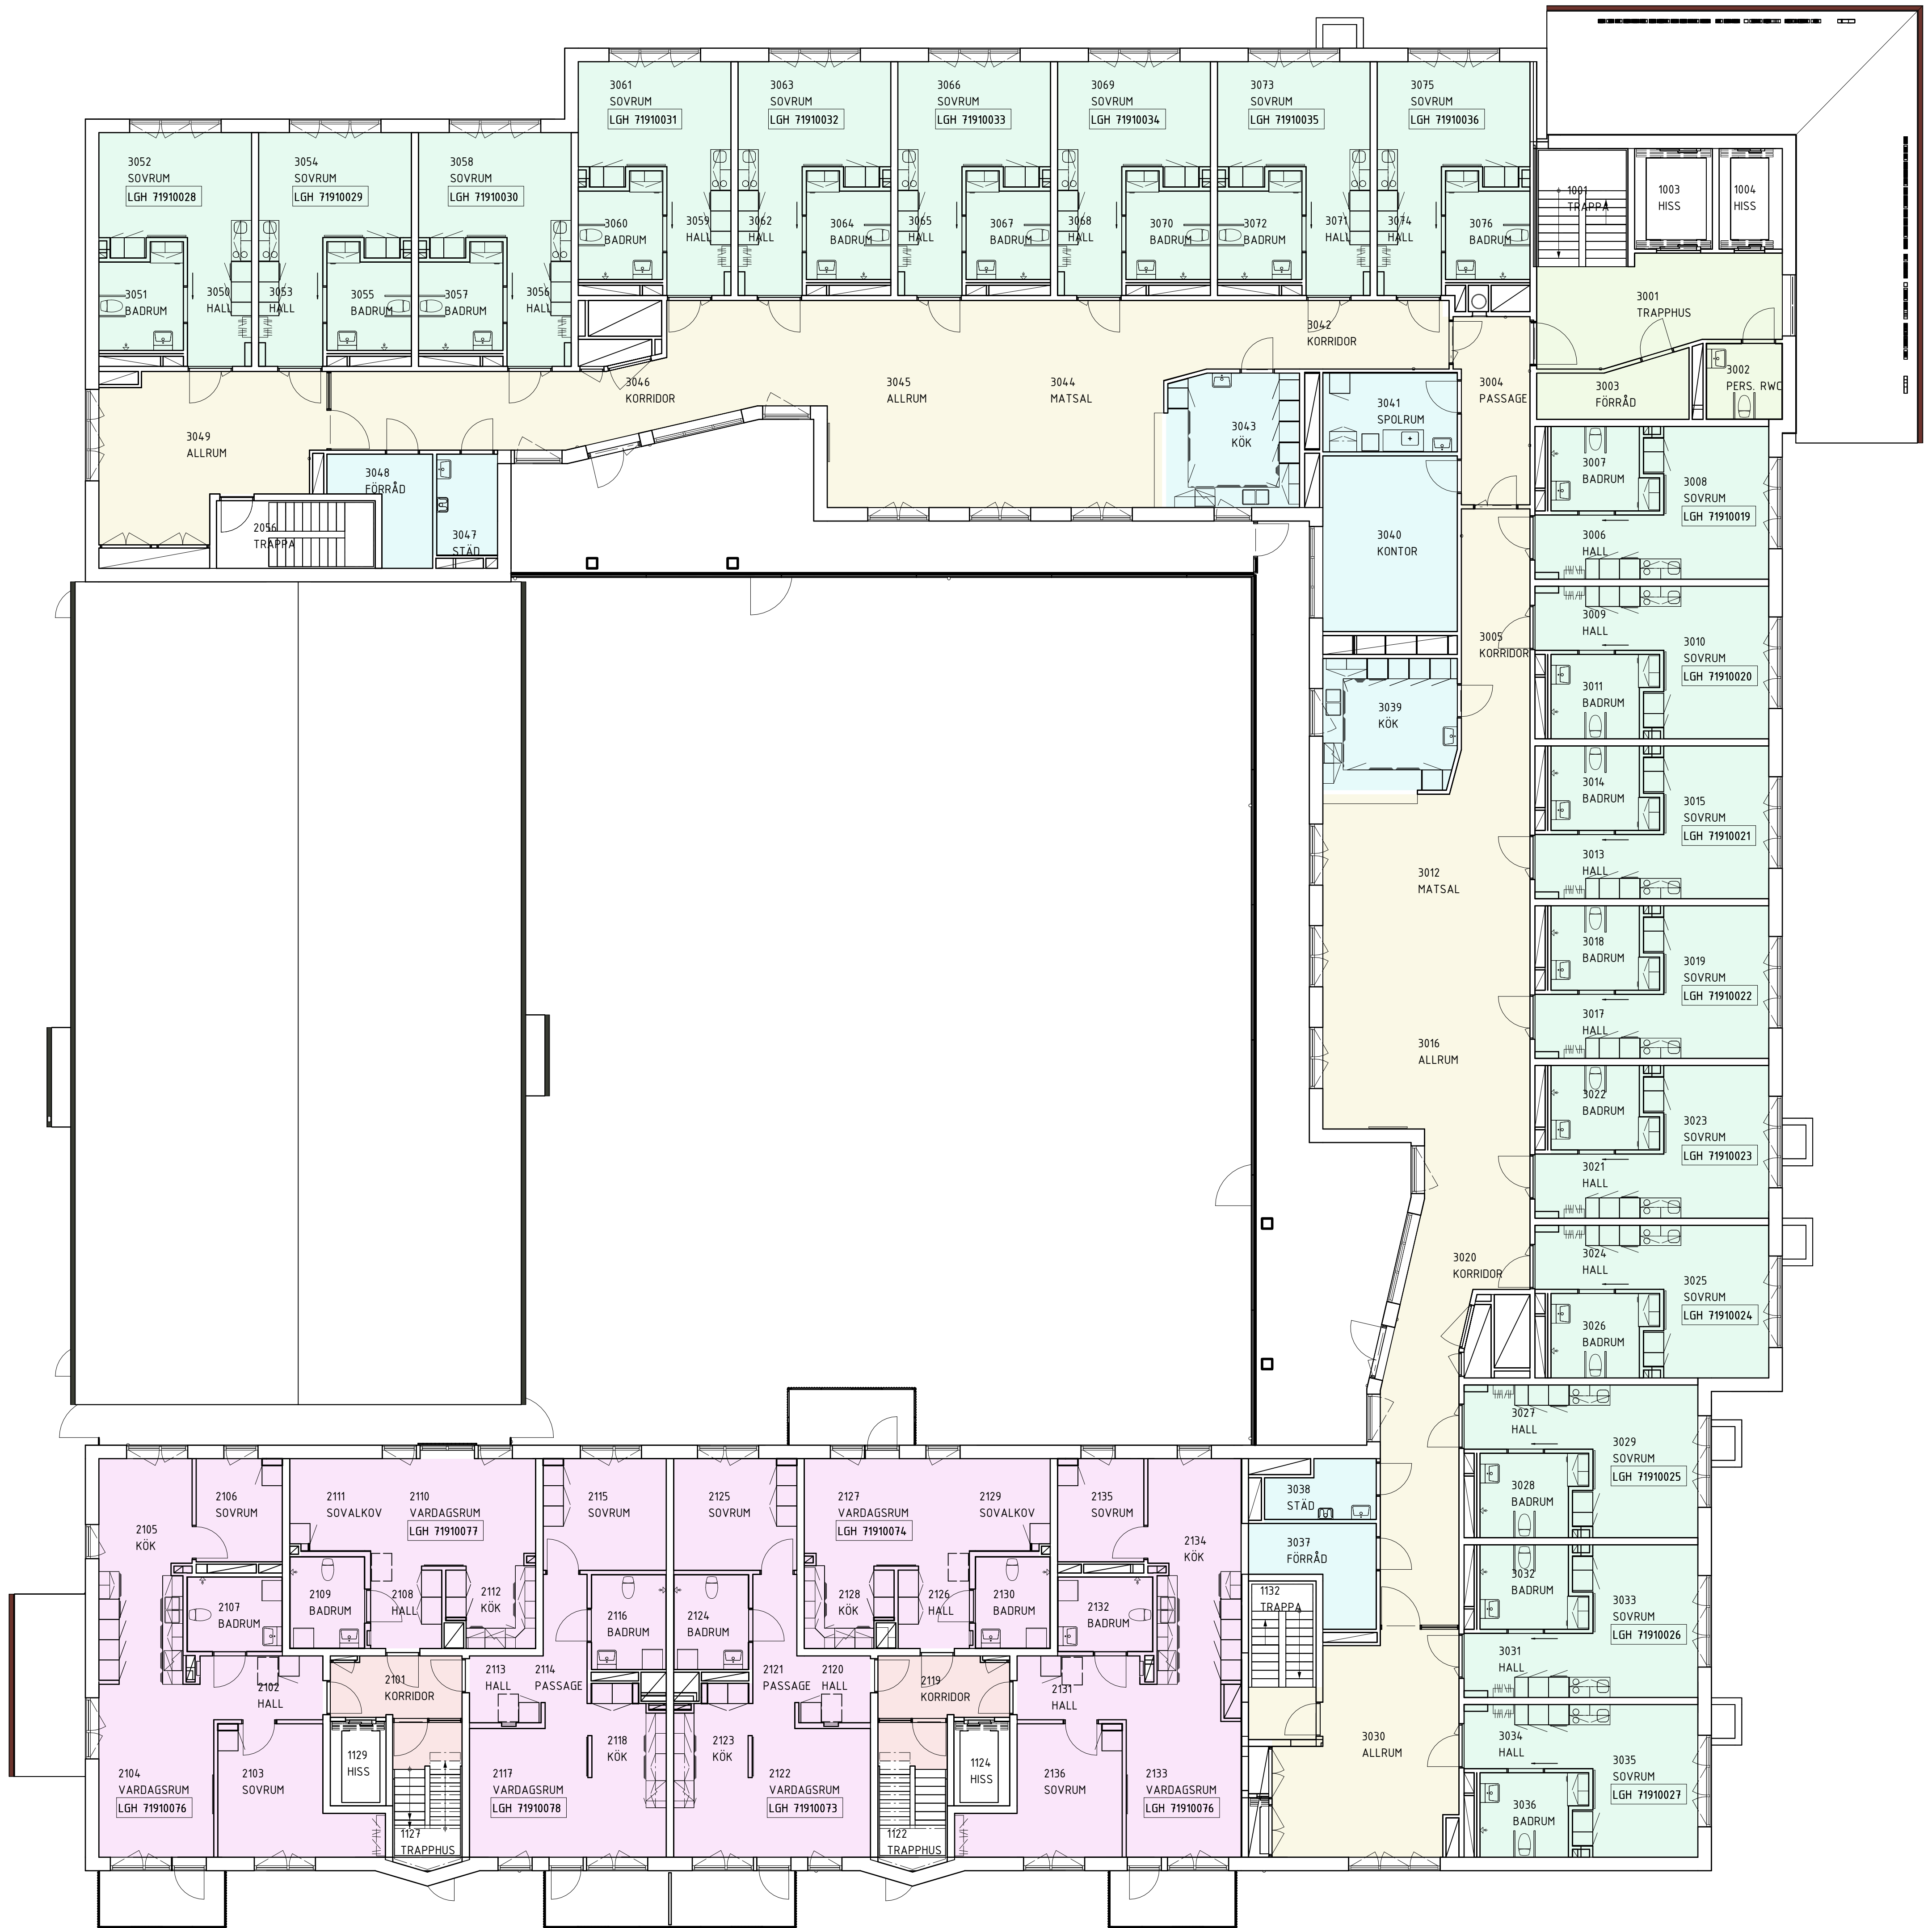 3061
SOVRUM
LGH 71910031
3063
SOVRUM
LGH 71910032
3066
SOVRUM
LGH 71910033
3069
SOVRUM
LGH 71910034
3073
SOVRUM
LGH 71910035
3075
SOVRUM
LGH 71910036
3052
SOVRUM
LGH 71910028
3054
SOVRUM
LGH 71910029
3058
SOVRUM
LGH 71910030
1001
TRAPPA
1003
HISS
1004
HISS
3060
BADRUM
3059
HALL
3062
HALL
3064
BADRUM
3065
HALL
3067
BADRUM
3068
HALL
3070
BADRUM
3072
BADRUM
3071
HALL
3074
HALL
3076
BADRUM
3051
BADRUM
3050
HALL
3053
HALL
3055
BADRUM
3057
BADRUM
3056
HALL
3001
TRAPPHUS
3042
KORRIDOR
3046
KORRIDOR
3045
ALLRUM
3044
MATSAL
3004
PASSAGE
3003
FÖRRÅD
3002
PERS. RWC
3041
SPOLRUM
3043
KÖK
3049
ALLRUM
3048
FÖRRÅD
3047
STÄD
2056
TRAPPA
3007
BADRUM
3008
SOVRUM
LGH 71910019
3006
HALL
3040
KONTOR
3009
HALL
3005
KORRIDOR
3010
SOVRUM
LGH 71910020
3011
BADRUM
3039
KÖK
3014
BADRUM
3015
SOVRUM
LGH 71910021
3013
HALL
3012
MATSAL
3018
BADRUM
3019
SOVRUM
LGH 71910022
3017
HALL
3016
ALLRUM
3022
BADRUM
3023
SOVRUM
LGH 71910023
3021
HALL
3020
KORRIDOR
3024
HALL
3025
SOVRUM
LGH 71910024
3026
BADRUM
3027
HALL
3029
SOVRUM
LGH 71910025
3028
BADRUM
3038
STÄD
3037
FÖRRÅD
3032
BADRUM
3033
SOVRUM
LGH 71910026
3031
HALL
1132
TRAPPA
3030
ALLRUM
3034
HALL
3035
SOVRUM
LGH 71910027
3036
BADRUM
2105
KÖK
2106
SOVRUM
2111
SOVALKOV
2110
VARDAGSRUM
LGH 71910077
2115
SOVRUM
2125
SOVRUM
2127
VARDAGSRUM
LGH 71910074
2129
SOVALKOV
2135
SOVRUM
2134
KÖK
2107
BADRUM
2109
BADRUM
2108
HALL
2112
KÖK
2116
BADRUM
2124
BADRUM
2128
KÖK
2126
HALL
2130
BADRUM
2132
BADRUM
2102
HALL
2101
KORRIDOR
2113
HALL
2114
PASSAGE
2121
PASSAGE
2120
HALL
2119
KORRIDOR
2131
HALL
2104
VARDAGSRUM
LGH 71910076
2103
SOVRUM
1129
HISS
1127
TRAPPHUS
2117
VARDAGSRUM
LGH 71910078
2118
KÖK
2123
KÖK
2122
VARDAGSRUM
LGH 71910073
1124
HISS
1122
TRAPPHUS
2136
SOVRUM
2133
VARDAGSRUM
LGH 71910076